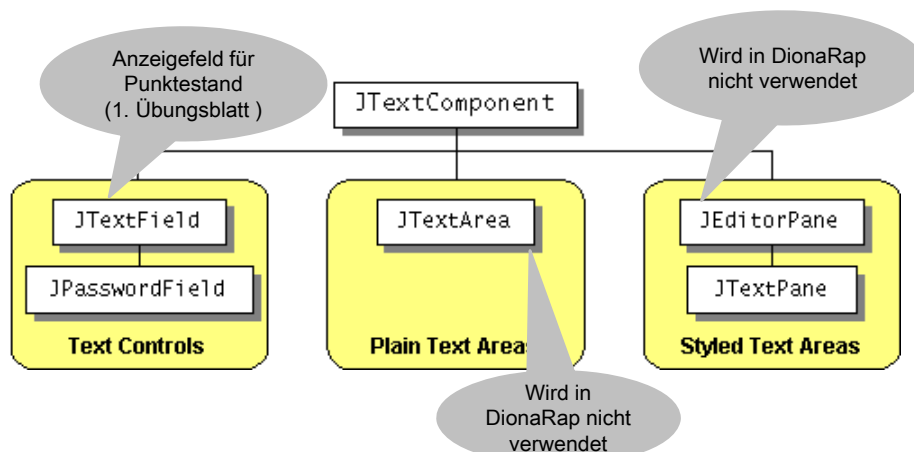 Anzeigefeld für
Punktestand
(1. Übungsblatt )
Wird in DionaRap
nicht verwendet
JTextComponent
JTextField
JPasswordField
Text Controls
JTextArea
Plain Text Areas
JEditorPane
JTextPane
Styled Text Areas
Wird in
DionaRap nicht
verwendet